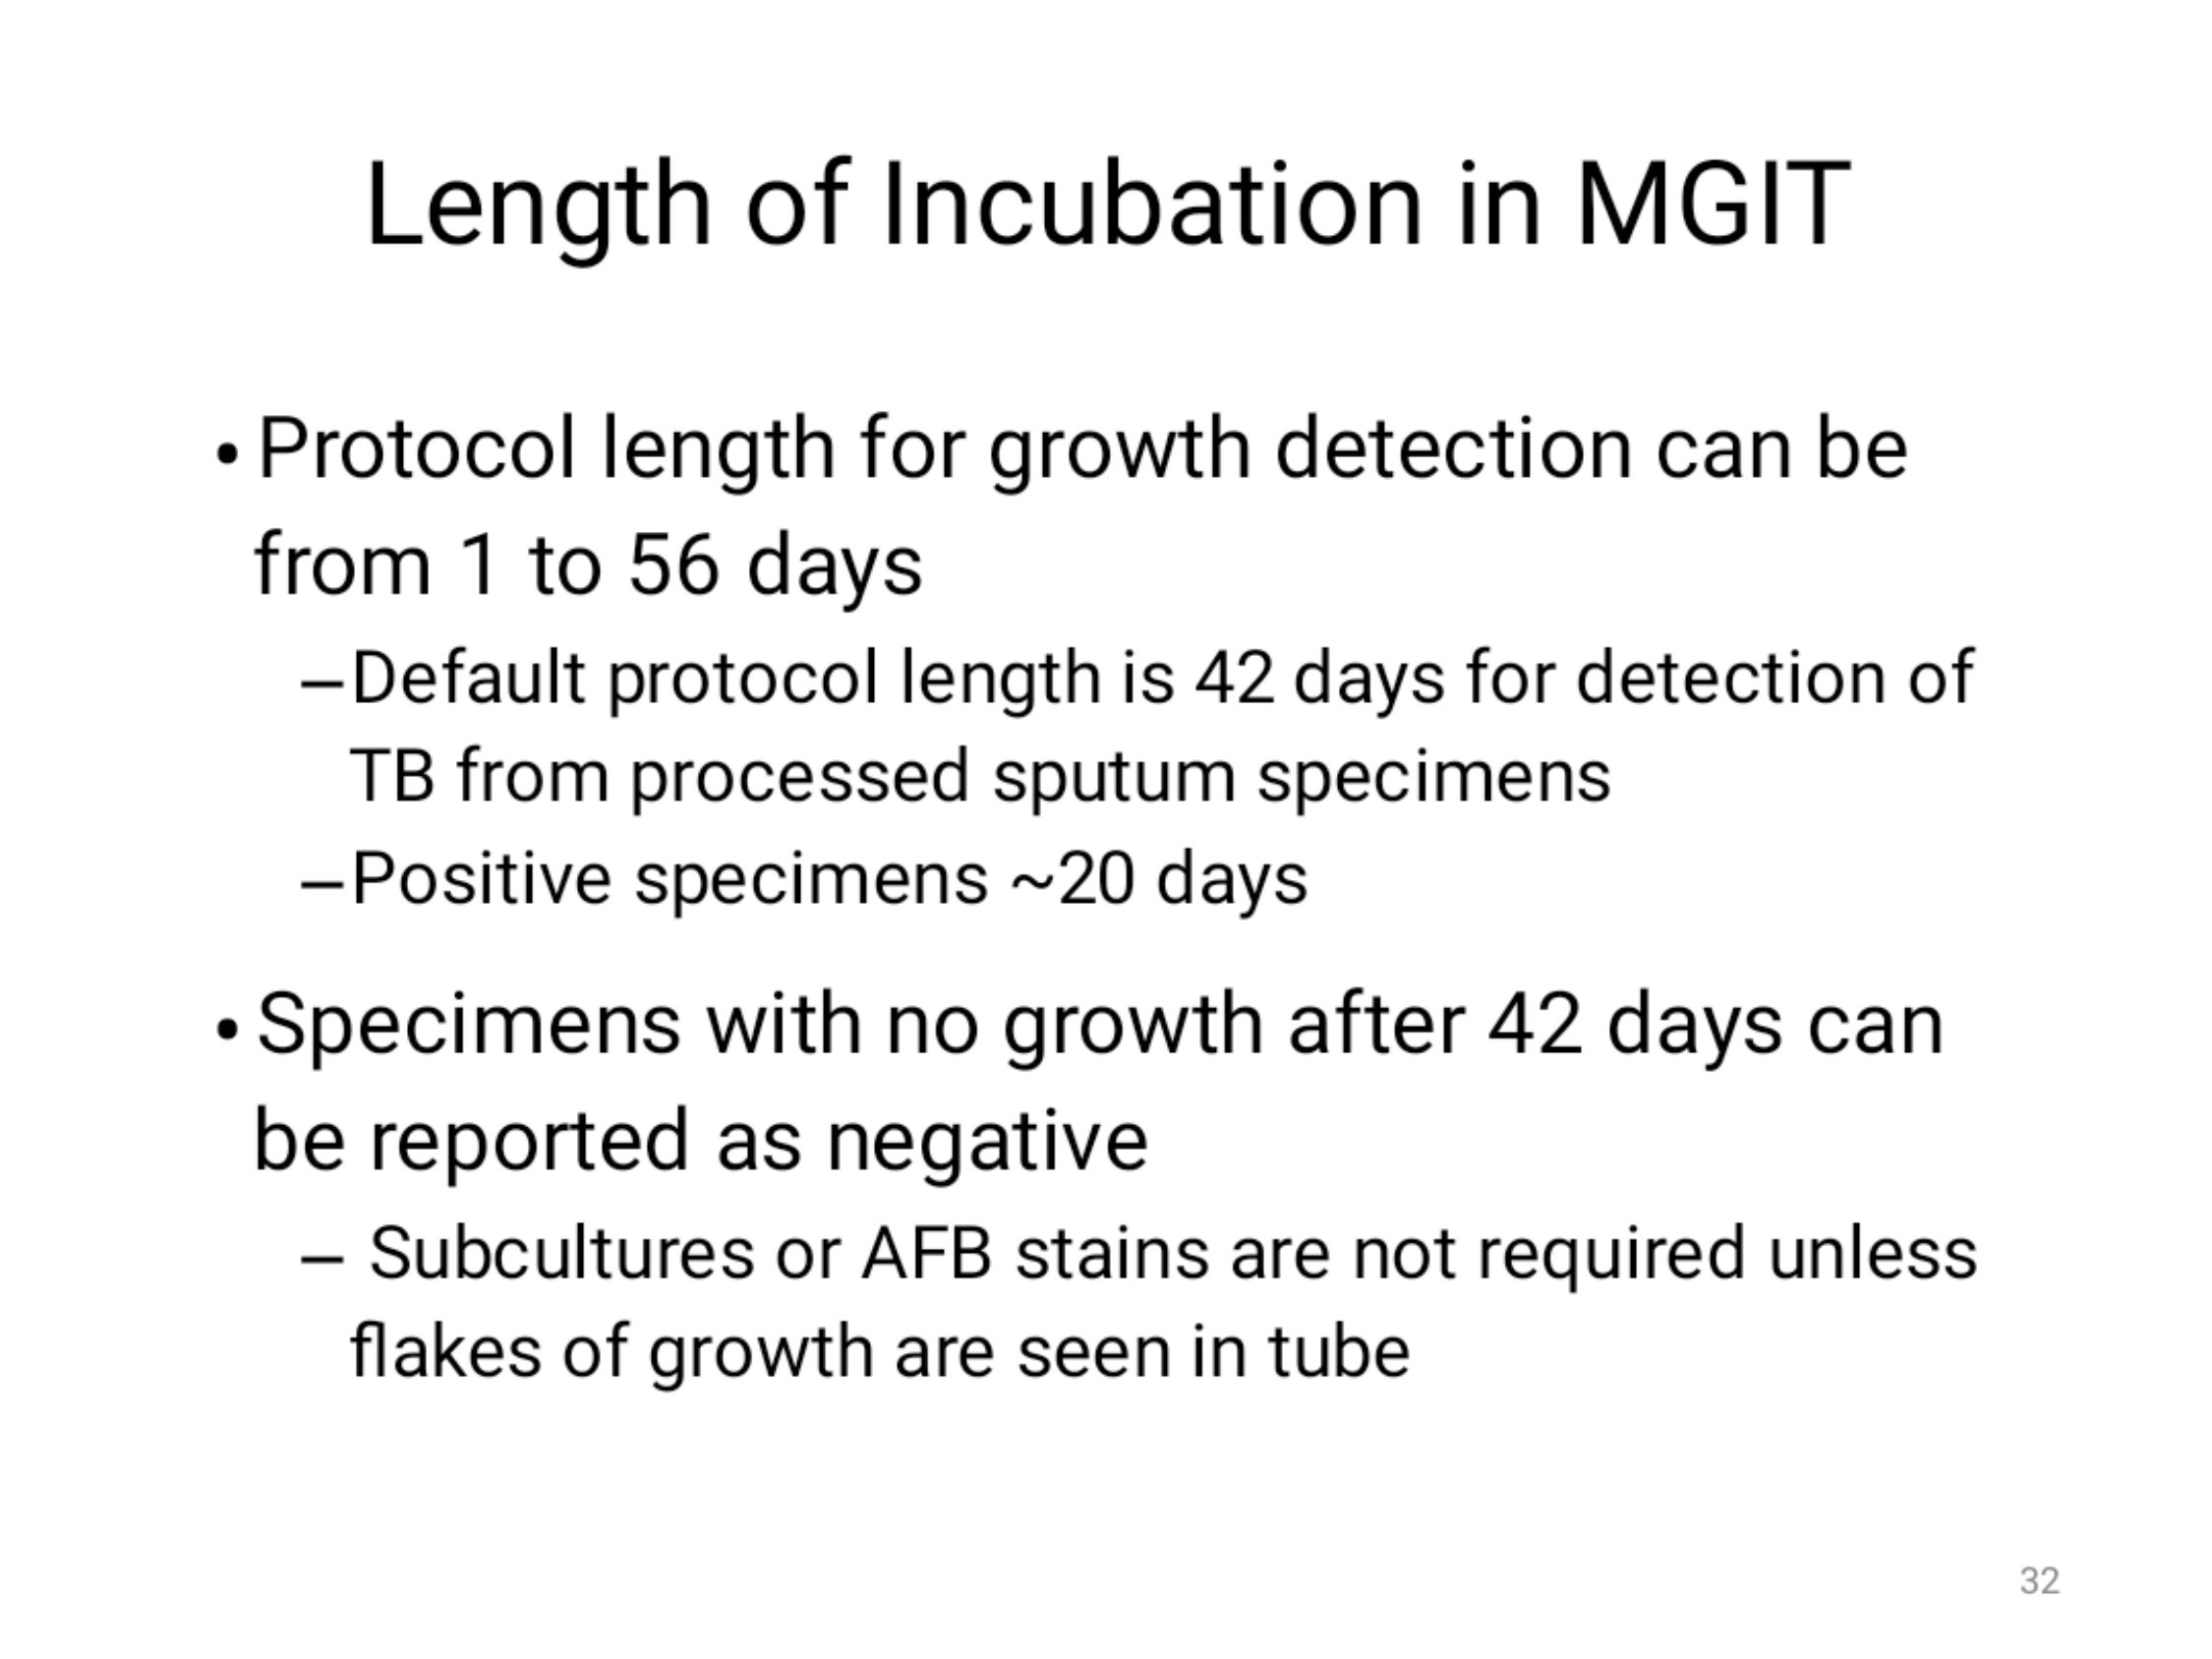 Length of Incubation in MGIT
• Protocol length for growth detection can be
from 1 to 56 days
–Default protocol length is 42 days for detection of
TB from processed sputum specimens
–Positive specimens ~20 days
• Specimens with no growth after 42 days can
be reported as negative
– Subcultures or AFB stains are not required unless
flakes of growth are seen in tube
32